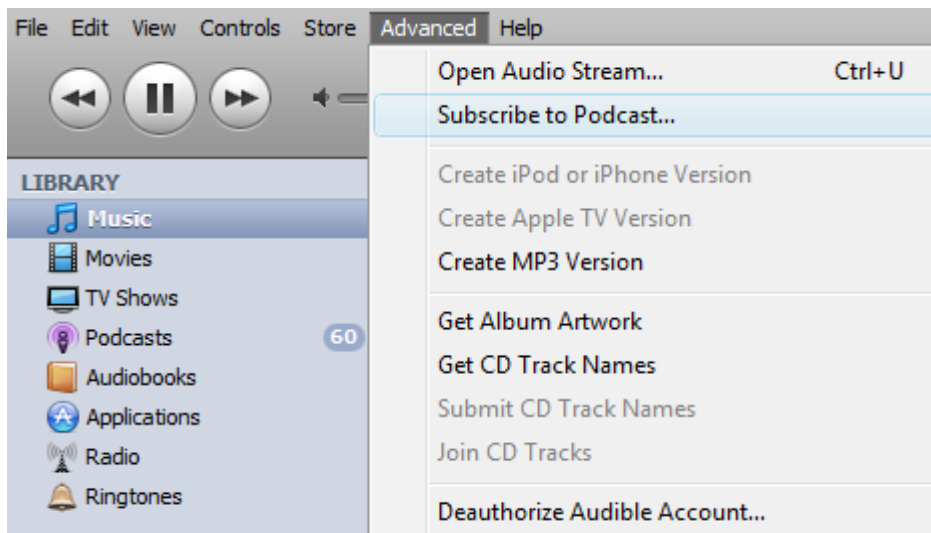 File Edit View Controls Store Advanced Help
Open Audio Stream... Ctrl+U
Subscribe to Podcast...
Create iPod or iPhone Version
Create Apple TV Version
Create MP3 Version
Get Album Artwork
Get CD Track Names
Submit CD Track Names
Join CD Tracks
Deauthorize Audible Account...
LIBRARY
Music
Movies
TV Shows
Podcasts 60
Audiobooks
Applications
Radio
Ringtones